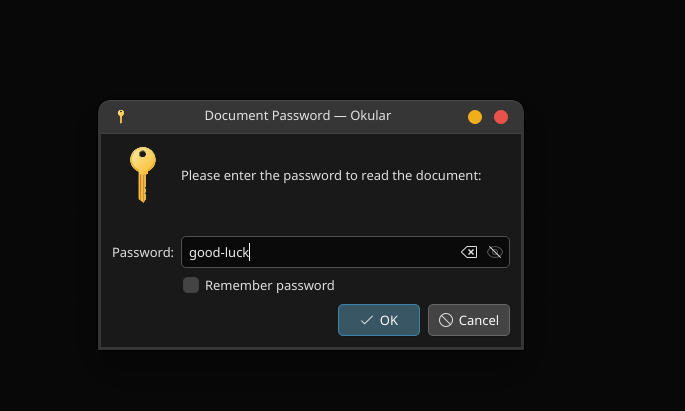 Document Password — Okular
Please enter the password to read the document:
Password: good-luck
Remember password
OK Cancel